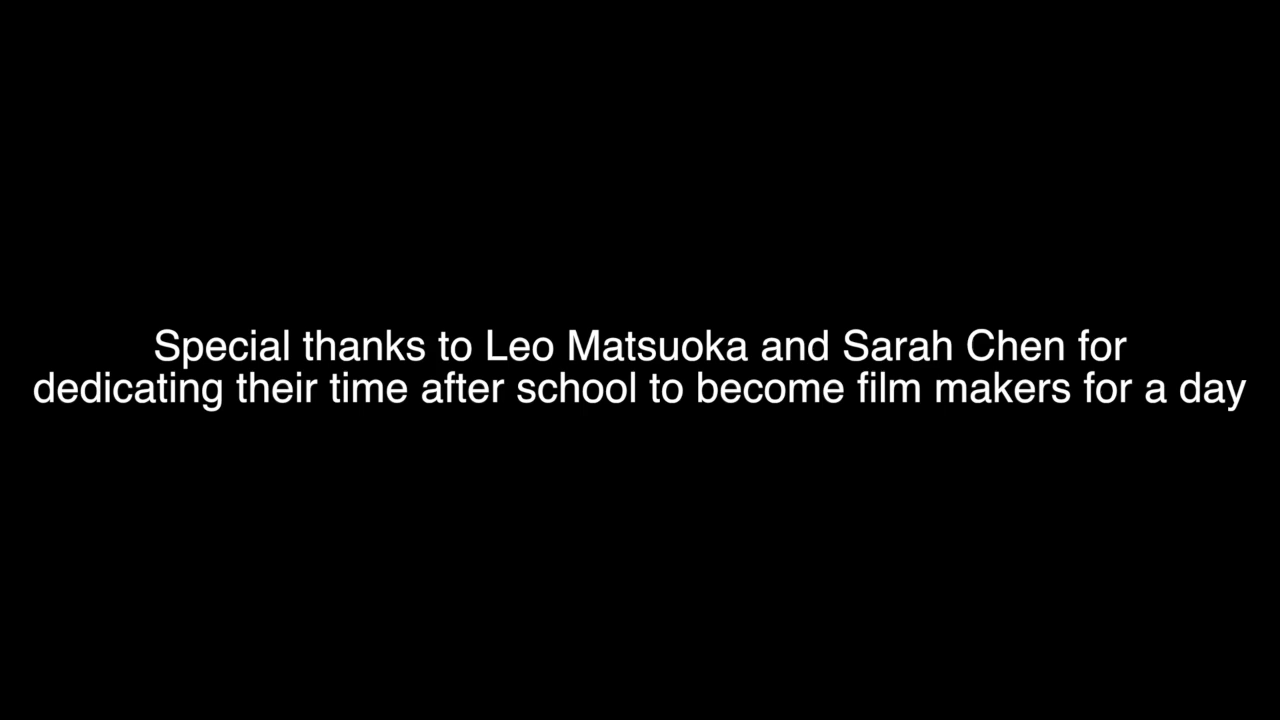 Special thanks to Leo Matsuoka and Sarah Chen for
dedicating their time after school to become film makers for a day